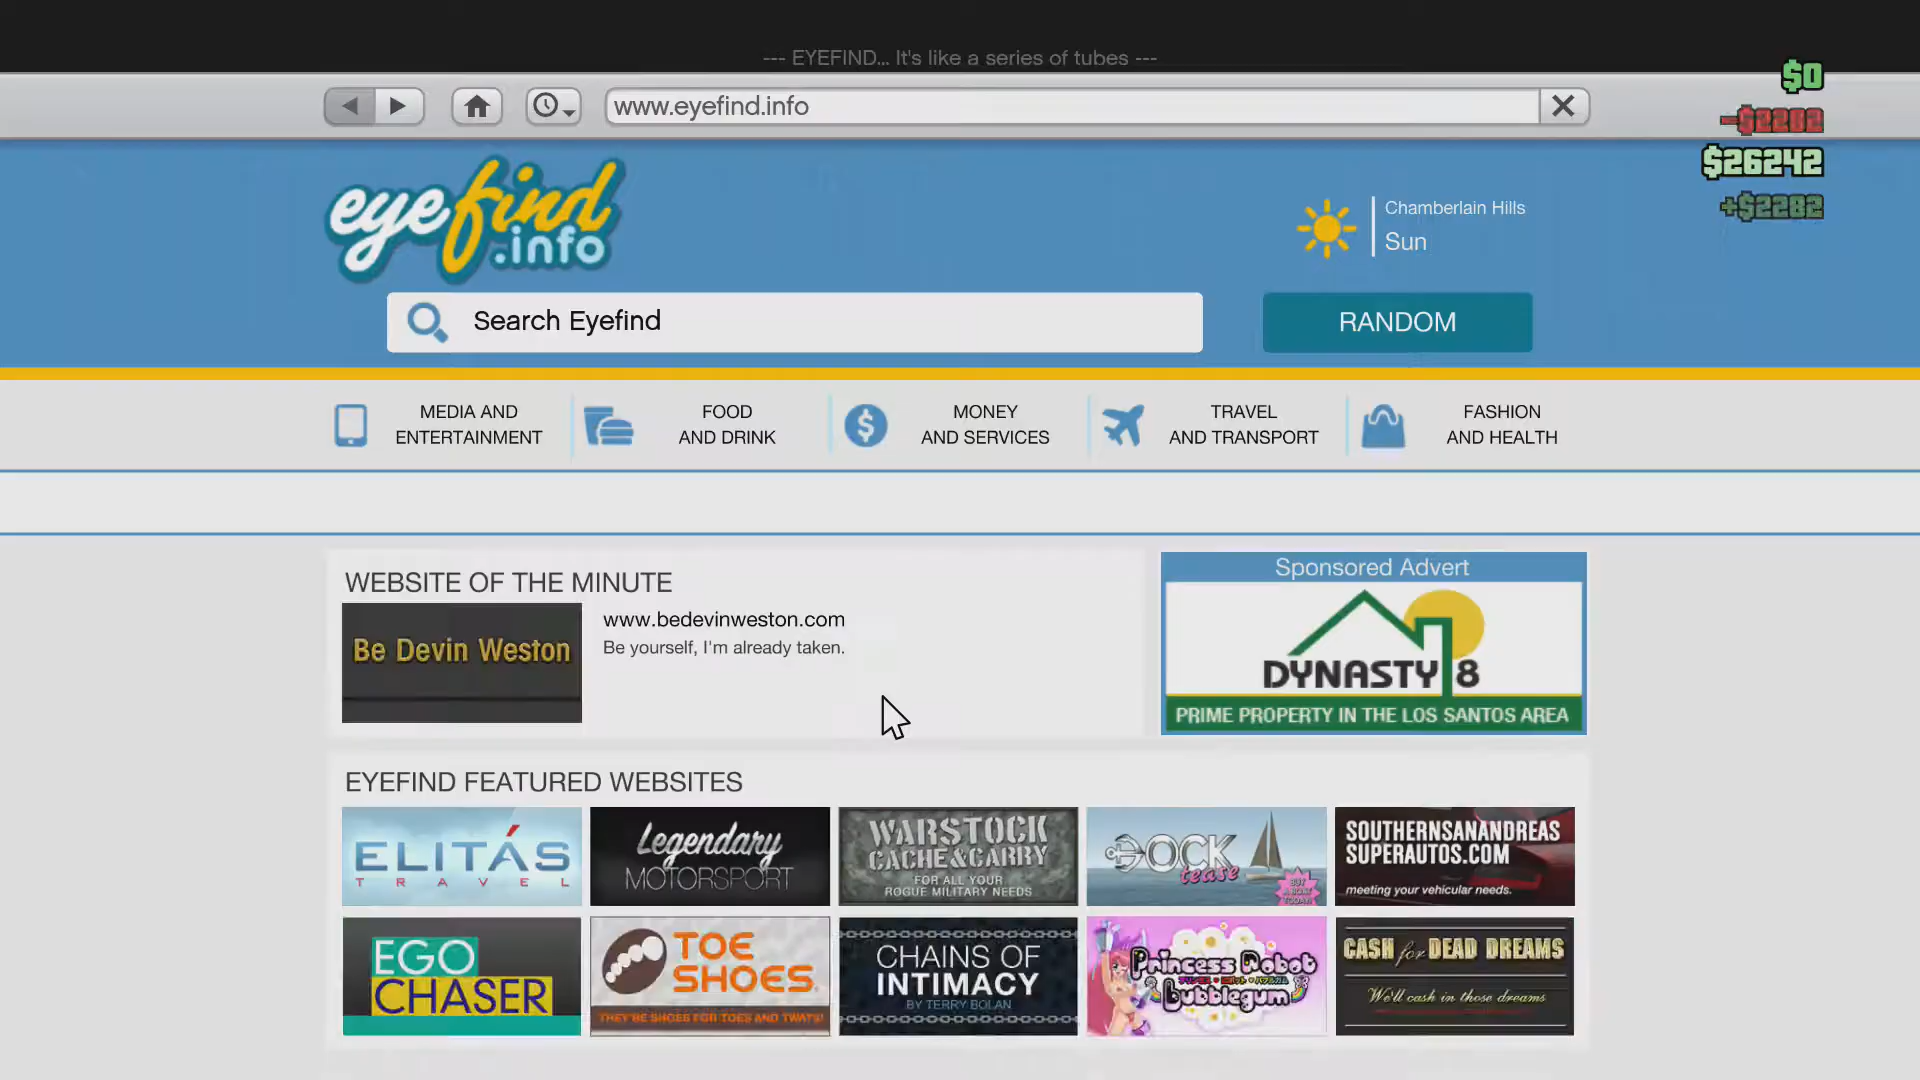 --- EYEFIND... It's like a series of tubes ---
www.eyefind.info
$0
-$2282
$26242
+$2282
eyefind
.info
Chamberlain Hills
Sun
Search Eyefind
RANDOM
MEDIA AND
ENTERTAINMENT
FOOD
AND DRINK
MONEY
AND SERVICES
TRAVEL
AND TRANSPORT
FASHION
AND HEALTH
WEBSITE OF THE MINUTE
Be Devin Weston
www.bedevinweston.com
Be yourself, I'm already taken.
Sponsored Advert
DYNASTY 8
PRIME PROPERTY IN THE LOS SANTOS AREA
EYEFIND FEATURED WEBSITES
ELITÁS
TRAVEL
Legendary
MOTORSPORT
WARSTOCK
CACHE & CARRY
FOR ALL YOUR
ROGUE MILITARY NEEDS
DOCK
tease
BUY
A BOAT
TODAY!
SOUTHERNSANANDREAS
SUPERAUTOS.COM
meeting your vehicular needs.
EGO
CHASER
TOE
SHOES
THEY'RE SHOES FOR TOES AND TWATS!
CHAINS OF
INTIMACY
BY TERRY BOLAN
Princess Robot
Bubblegum
CASH for DEAD DREAMS
We'll cash in those dreams